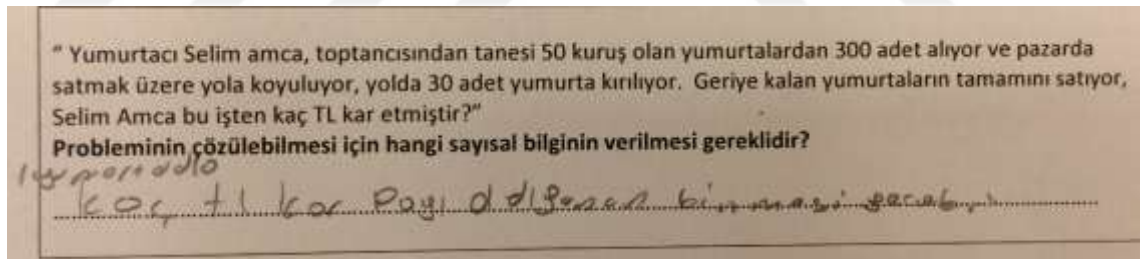 " Yumurtacı Selim amca, toptancısından tanesi 50 kuruş olan yumurtalardan 300 adet alıyor ve pazarda
satmak üzere yola koyuluyor, yolda 30 adet yumurta kırılıyor. Geriye kalan yumurtaların tamamını satıyor,
Selim Amca bu işten kaç TL kar etmiştir?"
Probleminin çözülebilmesi için hangi sayısal bilginin verilmesi gereklidir?
kaç tl kar Payı